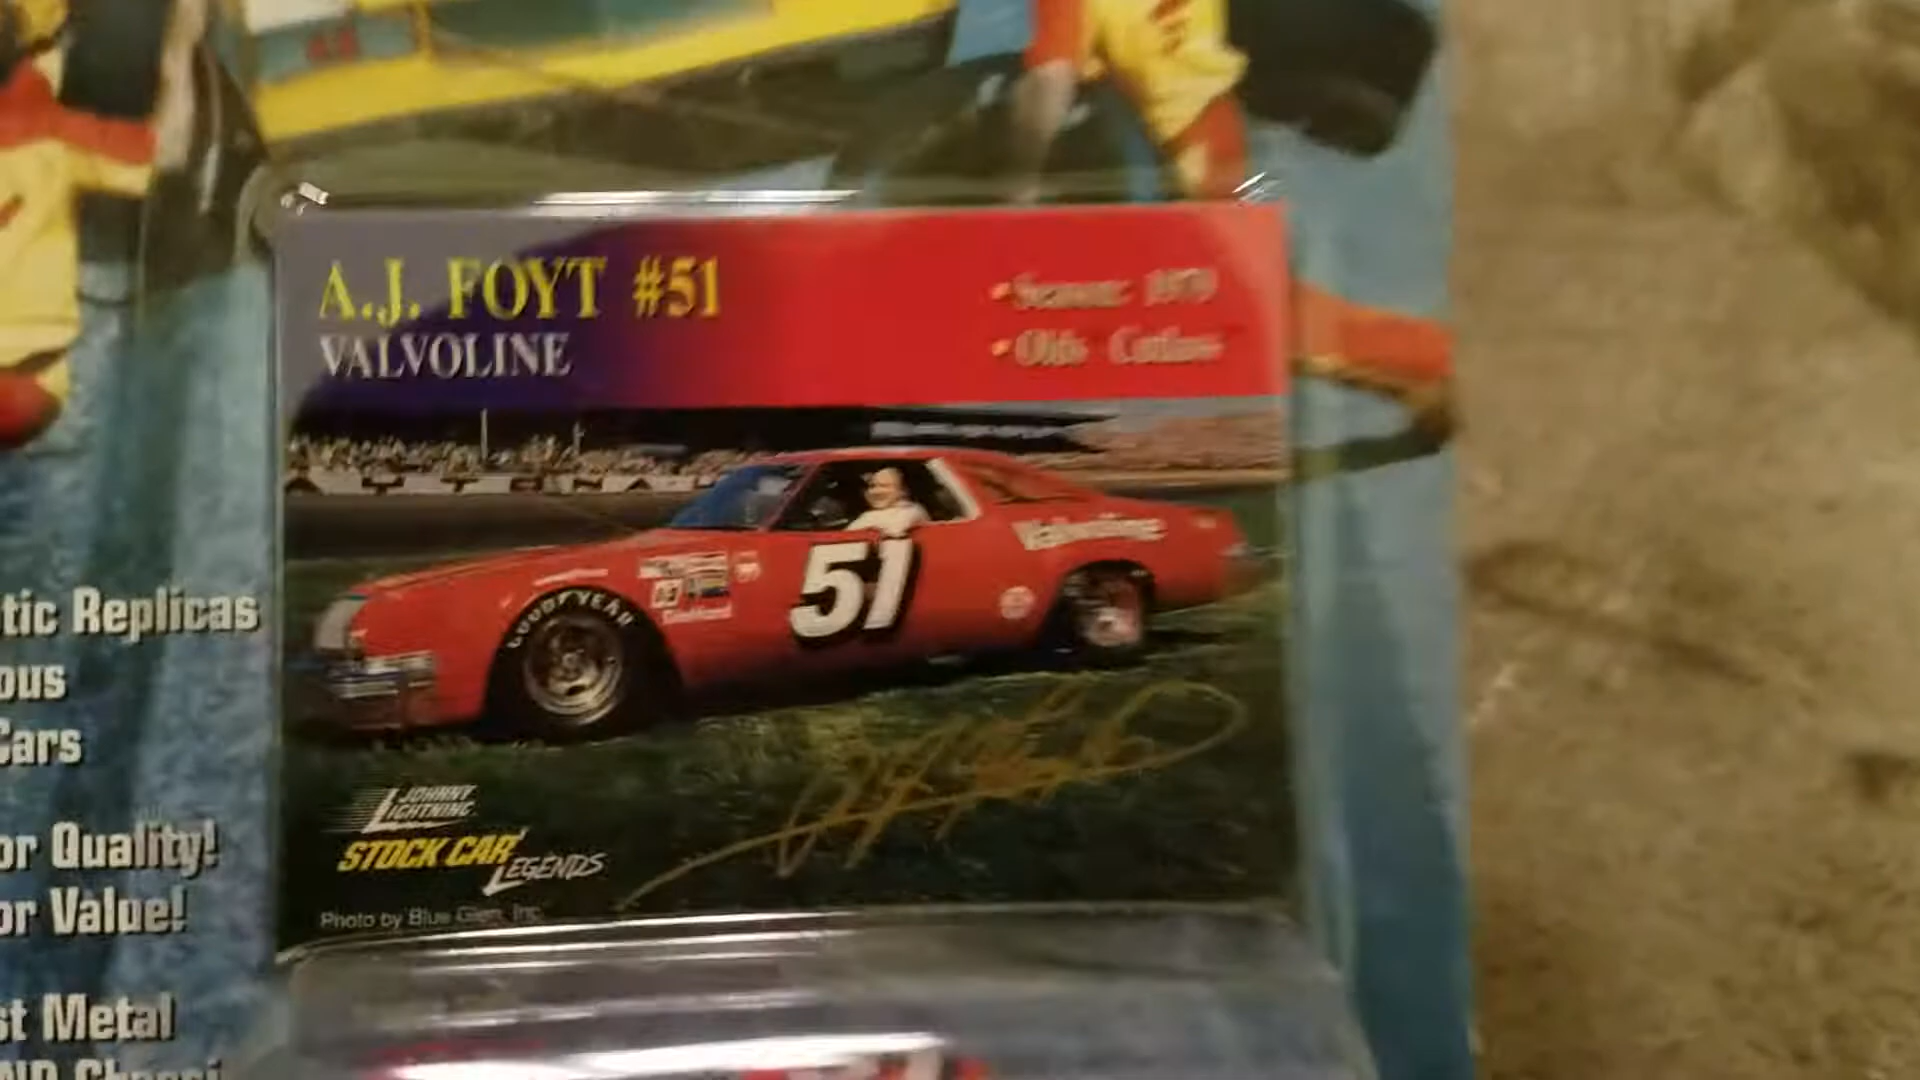 A.J. FOYT #51
VALVOLINE
• Season: 1979
• Olds Cutlass
DAYTONA
Valvoline
51
GOODYEAR
JOHNNY
LIGHTNING
STOCK CAR
LEGENDS
Photo by Blue Glen, Inc.
tic Replicas
ous
Cars
or Quality!
or Value!
st Metal